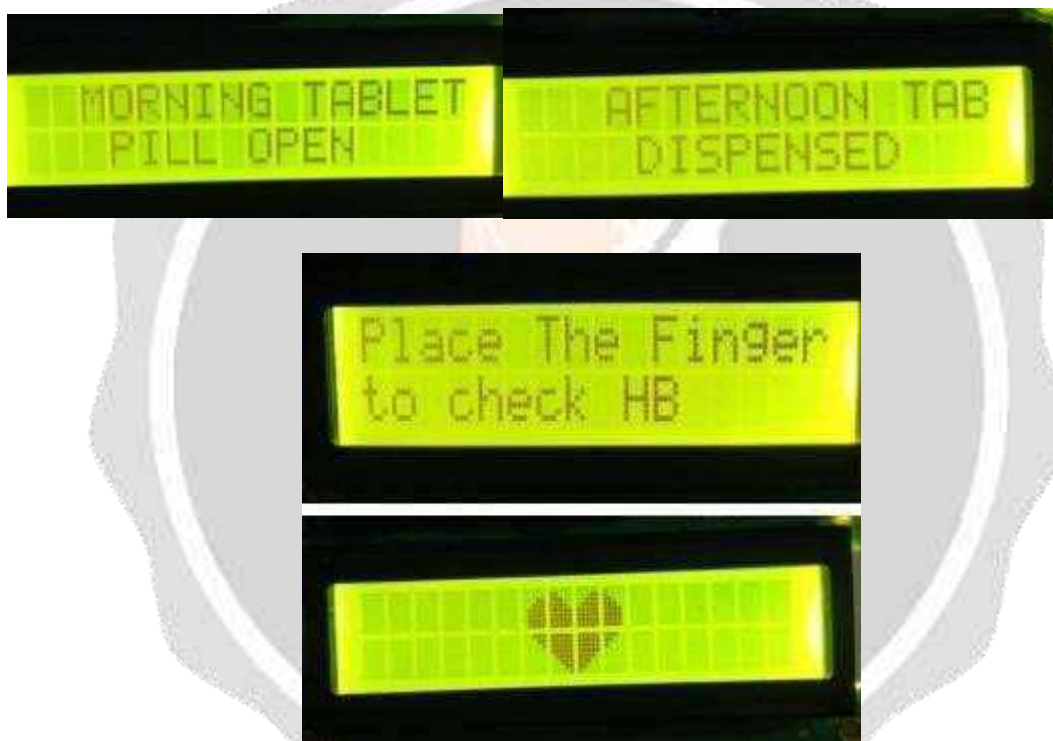 MORNING TABLET
PILL OPEN
AFTERNOON TAB
DISPENSED
Place The Finger
to check HB